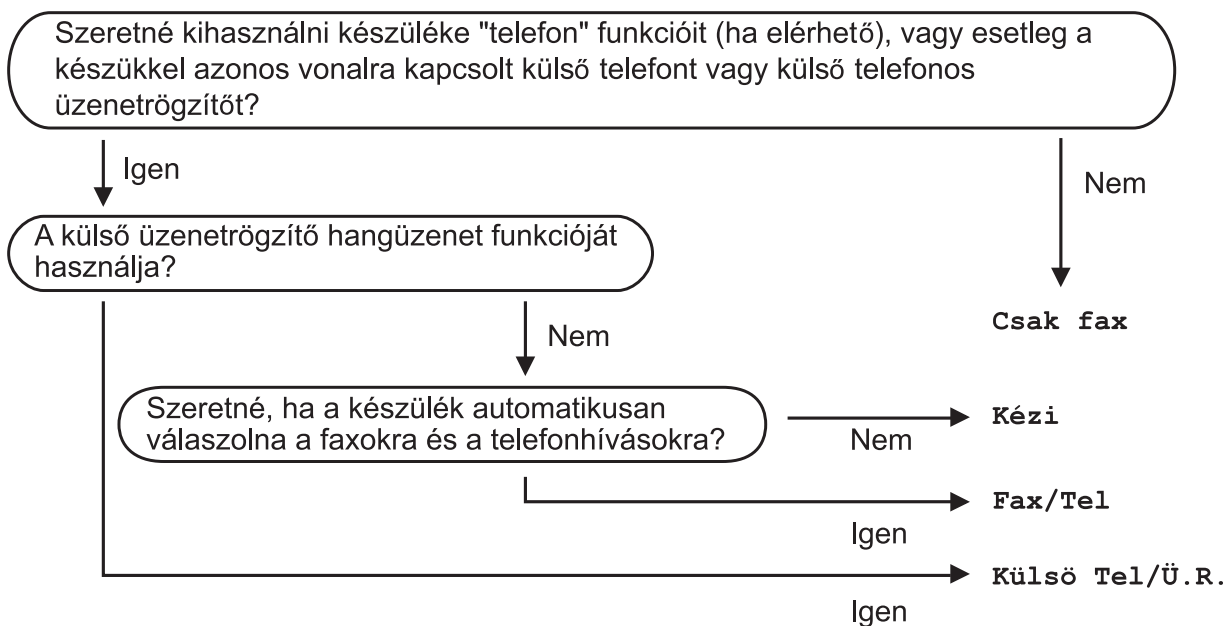 Szeretné kihasználni készüléke "telefon" funkcióit (ha elérhető), vagy esetleg a
készükkel azonos vonalra kapcsolt külső telefont vagy külső telefonos
üzenetrögzítőt?
Igen
Nem
A külső üzenetrögzítő hangüzenet funkcióját
használja?
Csak fax
Nem
Szeretné, ha a készülék automatikusan
válaszolna a faxokra és a telefonhívásokra?
Nem
Kézi
Fax/Tel
Igen
Külsö Tel/Ü.R.
Igen